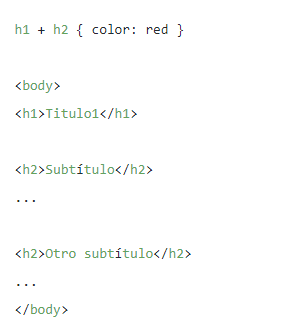 h1 + h2 { color: red }
<body>
<h1>Titulo1</h1>
<h2>Subtítulo</h2>
...
<h2>Otro subtítulo</h2>
...
</body>